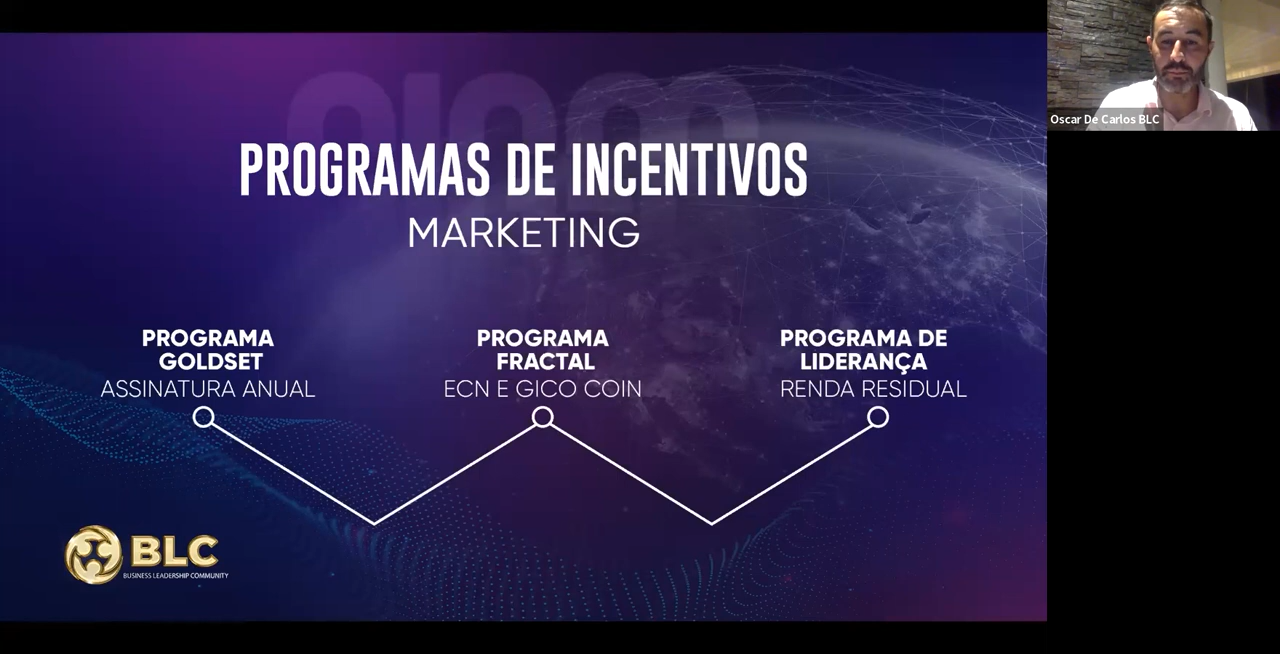 PROGRAMAS DE INCENTIVOS
MARKETING
PROGRAMA
GOLDSET
ASSINATURA ANUAL
PROGRAMA
FRACTAL
ECN E GICO COIN
PROGRAMA DE
LIDERANÇA
RENDA RESIDUAL
BLC
BUSINESS LEADERSHIP COMMUNITY
Oscar De Carlos BLC